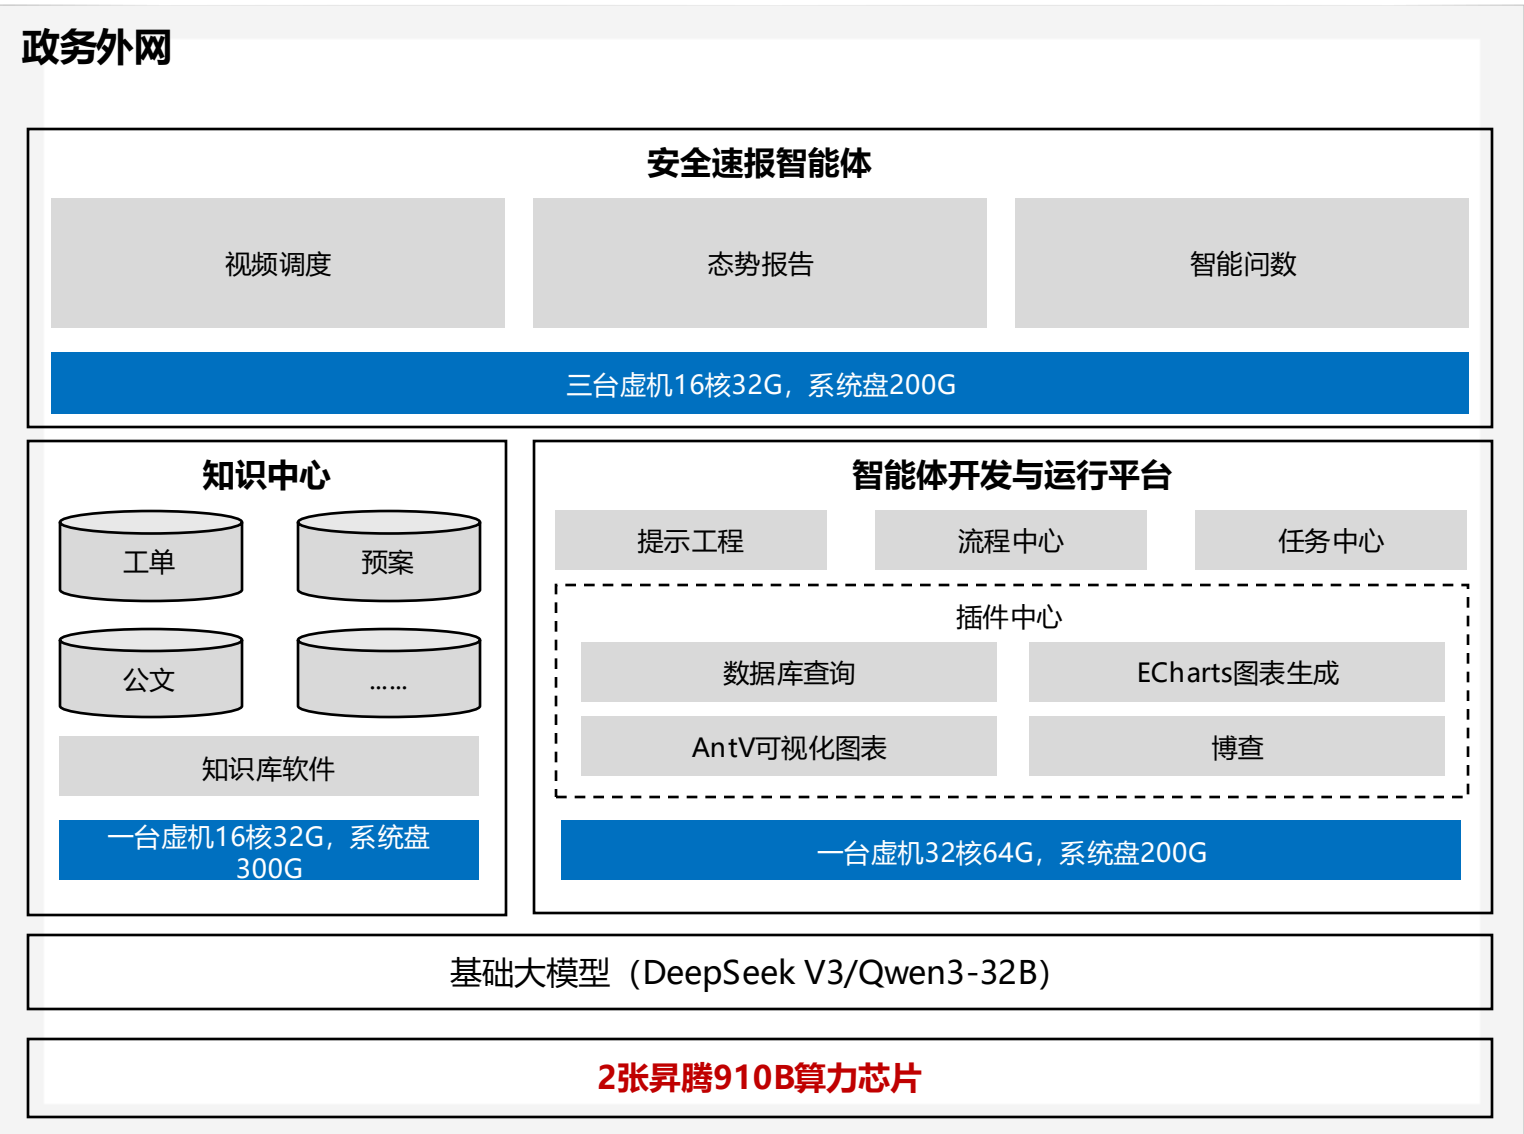 政务外网
安全速报智能体
视频调度
态势报告
智能问数
三台虚机16核32G，系统盘200G
知识中心
工单
预案
公文
......
知识库软件
一台虚机16核32G，系统盘
300G
智能体开发与运行平台
提示工程
流程中心
任务中心
插件中心
数据库查询
ECharts图表生成
AntV可视化图表
博查
一台虚机32核64G，系统盘200G
基础大模型（DeepSeek V3/Qwen3-32B）
2张昇腾910B算力芯片